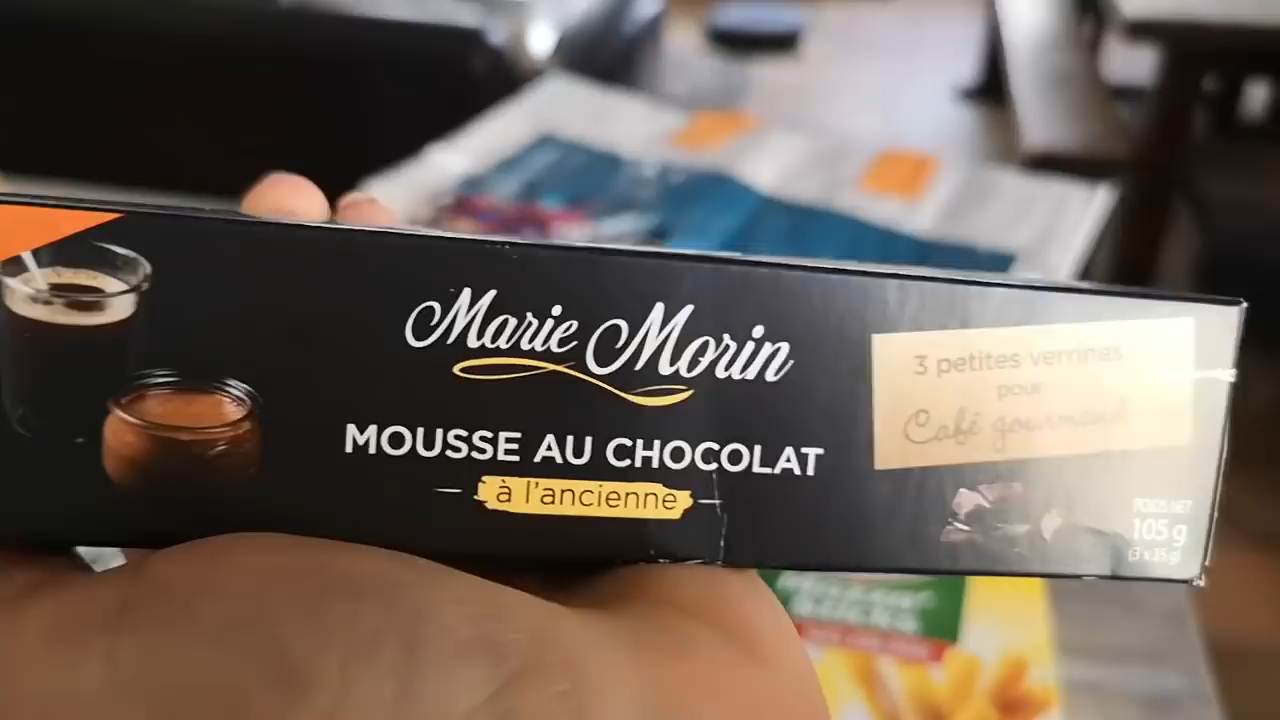 Marie Morin
MOUSSE AU CHOCOLAT
à l'ancienne
3 petites verrines
pour
Café gourmand
POIDS NET
105 g
(3 x 35 g)